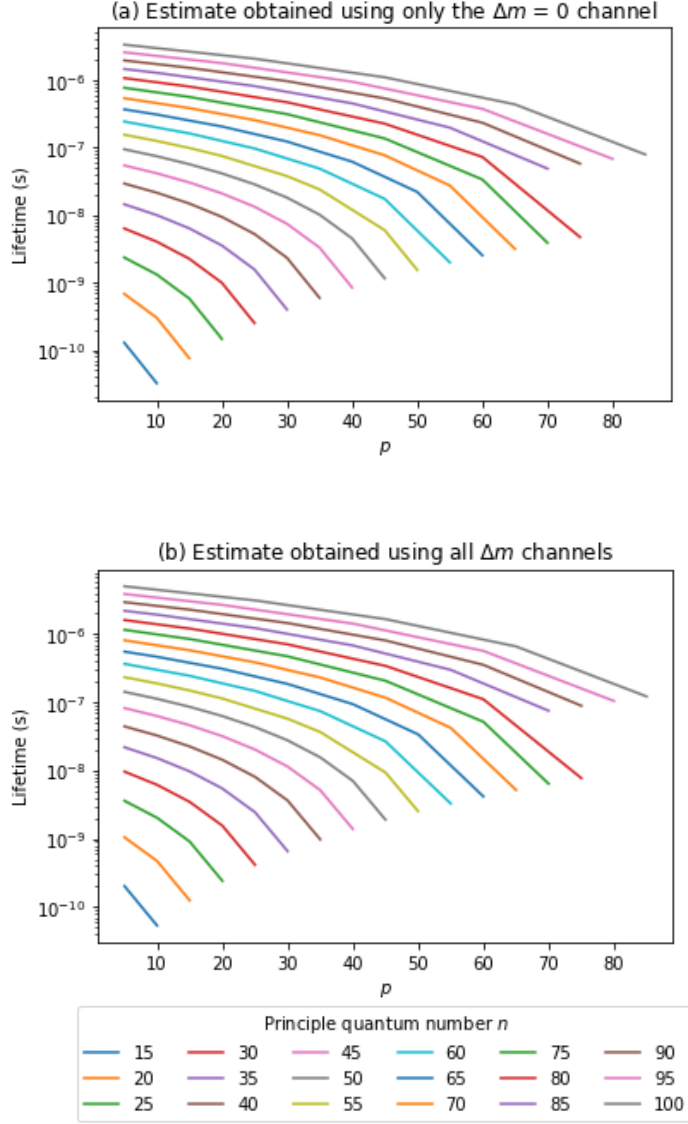 (a) Estimate obtained using only the Δm = 0 channel
10⁻⁶
10⁻⁷
10⁻⁸
10⁻⁹
10⁻¹⁰
Lifetime (s)
10 20 30 40 50 60 70 80
p
(b) Estimate obtained using all Δm channels
10⁻⁶
10⁻⁷
10⁻⁸
10⁻⁹
10⁻¹⁰
Lifetime (s)
10 20 30 40 50 60 70 80
p
Principle quantum number n
15 30 45 60 75 90
20 35 50 65 80 95
25 40 55 70 85 100